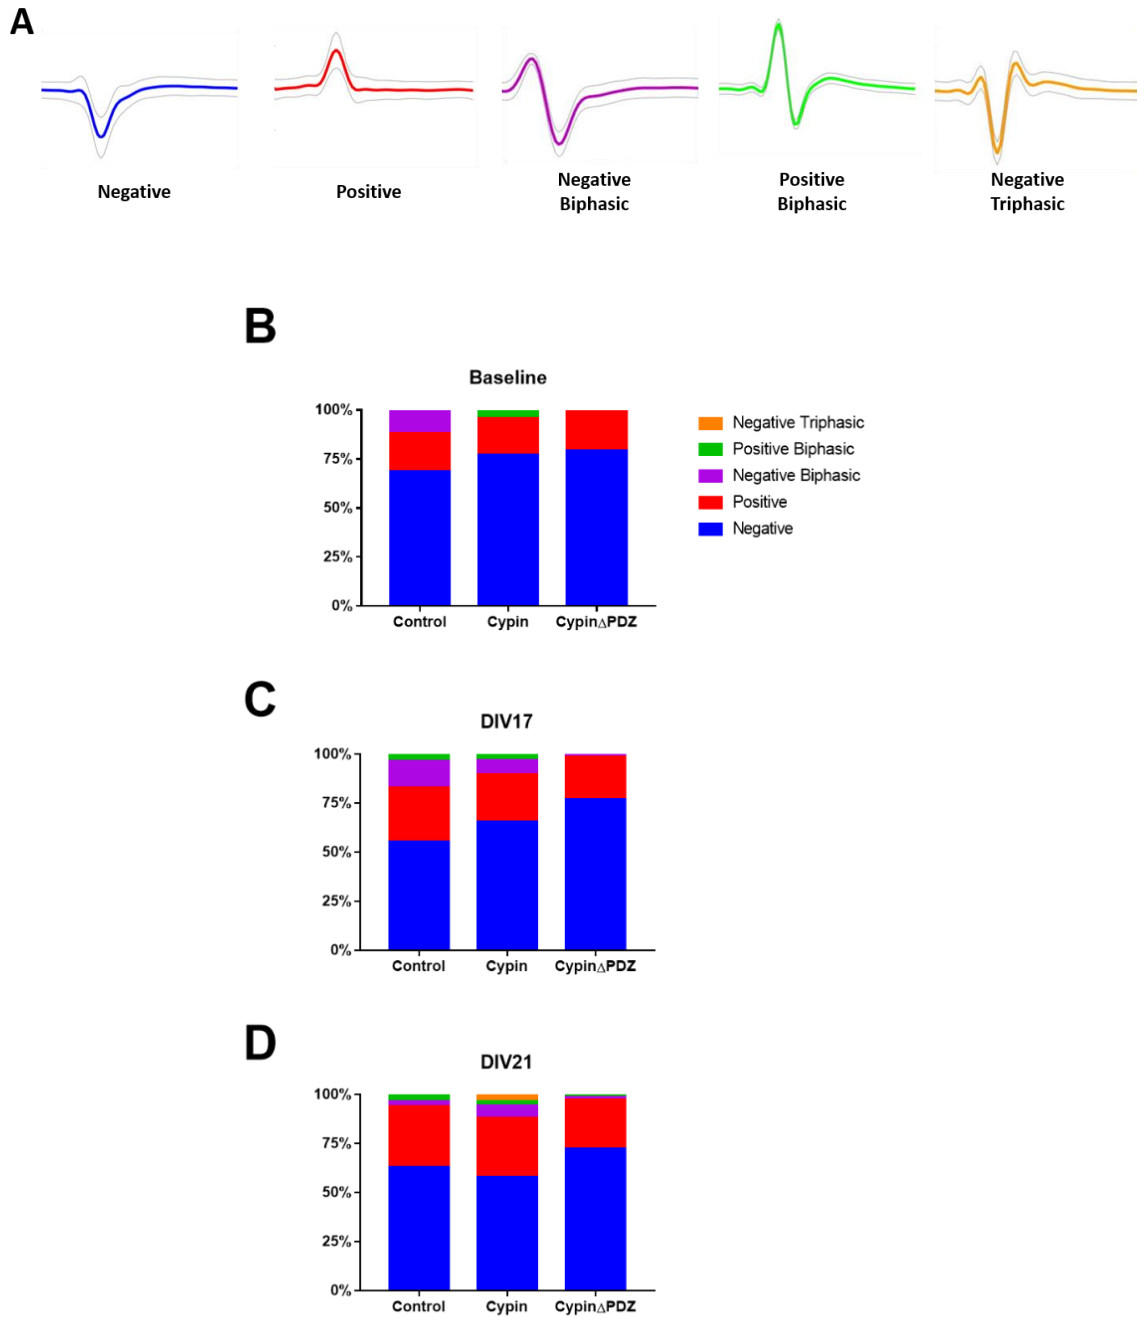 A
Negative
Positive
Negative
Biphasic
Positive
Biphasic
Negative
Triphasic
B
Baseline
100%
75%
50%
25%
0%
Control
Cypin
Cypin∆PDZ
Negative Triphasic
Positive Biphasic
Negative Biphasic
Positive
Negative
C
DIV17
100%
75%
50%
25%
0%
Control
Cypin
Cypin∆PDZ
D
DIV21
100%
75%
50%
25%
0%
Control
Cypin
Cypin∆PDZ